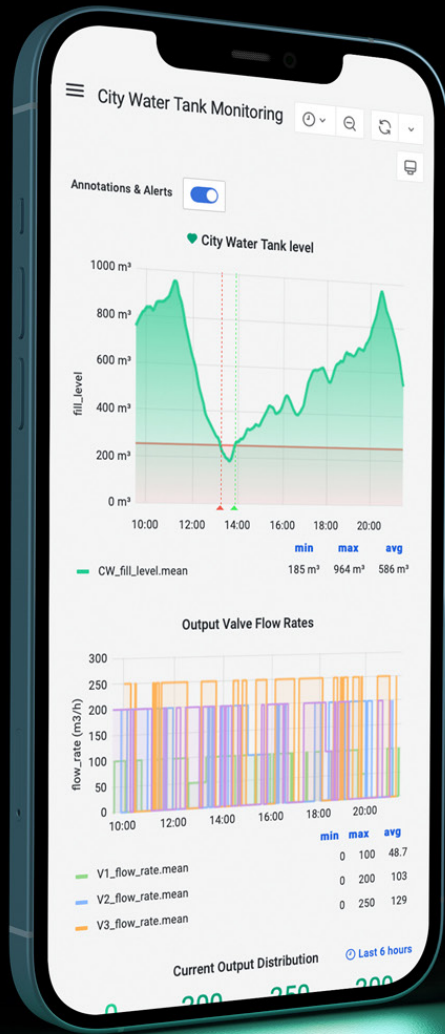 City Water Tank Monitoring
Annotations & Alerts
City Water Tank level
1000 m³
800 m³
600 m³
400 m³
200 m³
0 m³
fill_level
10:00 12:00 14:00 16:00 18:00 20:00
min max avg
CW_fill_level.mean 185 m³ 964 m³ 586 m³
Output Valve Flow Rates
300
250
200
150
100
50
0
flow_rate (m3/h)
10:00 12:00 14:00 16:00 18:00 20:00
min max avg
V1_flow_rate.mean 0 100 48.7
V2_flow_rate.mean 0 200 103
V3_flow_rate.mean 0 250 129
Current Output Distribution Last 6 hours